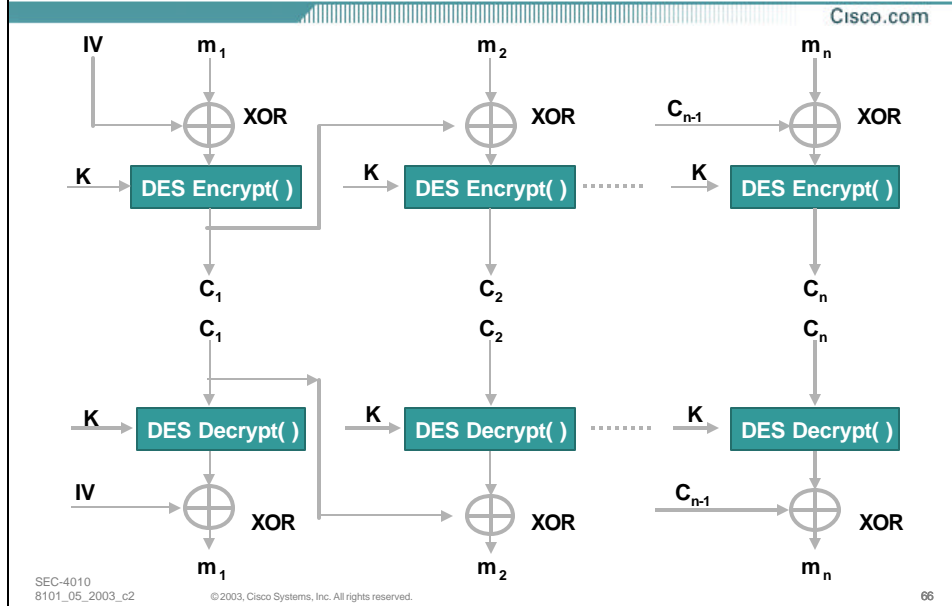 Cisco.com
IV m1 m2 mn
XOR XOR Cn-1 XOR
K DES Encrypt( ) K DES Encrypt( ) K DES Encrypt( )
C1 C2 Cn
C1 C2 Cn
K DES Decrypt( ) K DES Decrypt( ) K DES Decrypt( )
IV XOR XOR Cn-1 XOR
m1 m2 mn
SEC-4010
8101_05_2003_c2 © 2003, Cisco Systems, Inc. All rights reserved. 66